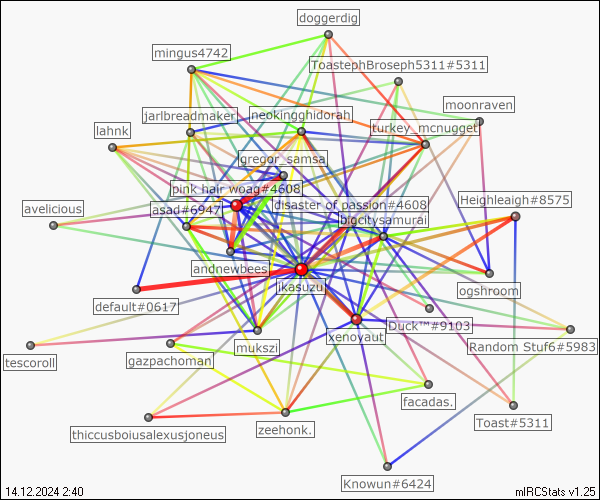 doggerdig
mingus4742
ToastephBroseph5311#5311
moonraven
jarlbreadmaker
neokingghidorah
turkey_mcnugget
lahnk
gregor_samsa
pink hair woag#4608
disaster of passion#4608
Heighleaigh#8575
avelicious
asad#6947
bigcitysamurai
andnewbees
ogshroom
jkasuzu
default#0617
Duck™#9103
xenoyaut
mukszi
Random Stuf6#5983
tescoroll
gazpachoman
facadas.
Toast#5311
thiccusboiusalexusjoneus
zeehonk.
Knowun#6424
14.12.2024 2:40
mIRCStats v1.25